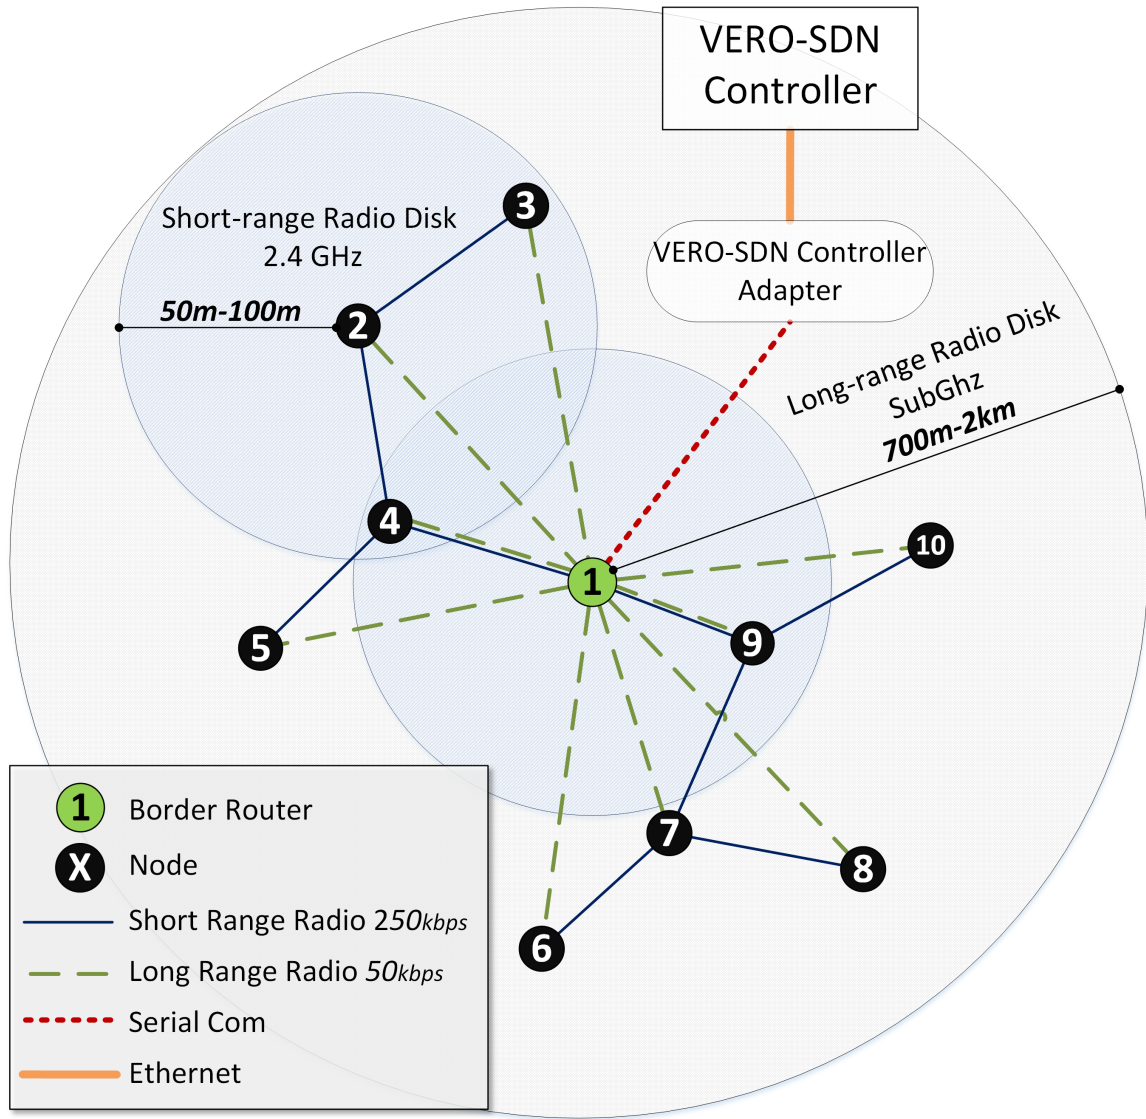 VERO-SDN
Controller
3
Short-range Radio Disk
2.4 GHz
VERO-SDN Controller
Adapter
50m-100m
2
Long-range Radio Disk
SubGhz
700m-2km
4
10
1
5
9
7
8
6
1 Border Router
X Node
Short Range Radio 250kbps
Long Range Radio 50kbps
Serial Com
Ethernet